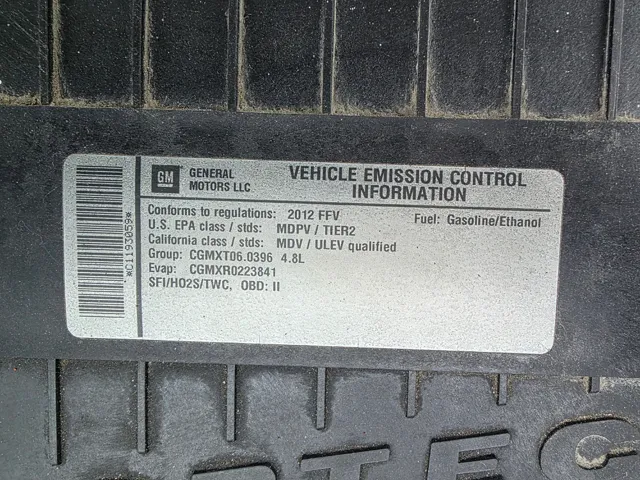 GM
GENERAL MOTORS LLC
VEHICLE EMISSION CONTROL INFORMATION
Conforms to regulations: 2012 FFV Fuel: Gasoline/Ethanol
U.S. EPA class / stds: MDPV / TIER2
California class / stds: MDV / ULEV qualified
Group: CGMXT06.0396 4.8L
Evap: CGMXR0223841
SFI/HO2S/TWC, OBD: II
*C1193059*
RTEC